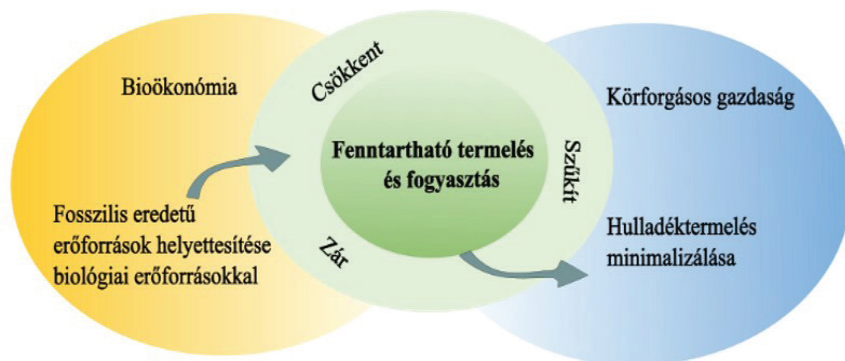 Bioökonómia
Fosszilis eredetű
erőforrások helyettesítése
biológiai erőforrásokkal
Csökkent
Fenntartható termelés
és fogyasztás
Szűkít
Zár
Körforgásos gazdaság
Hulladéktermelés
minimalizálása